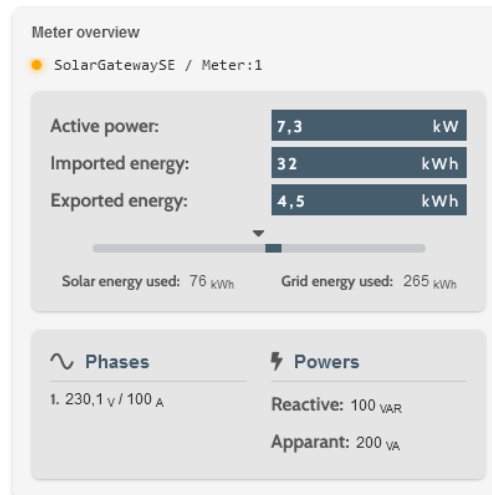 Meter overview
SolarGatewaySE / Meter:1
Active power: 7,3 kW
Imported energy: 32 kWh
Exported energy: 4,5 kWh
Solar energy used: 76 kWh Grid energy used: 265 kWh
Phases
1. 230,1 V / 100 A
Powers
Reactive: 100 VAR
Apparant: 200 VA